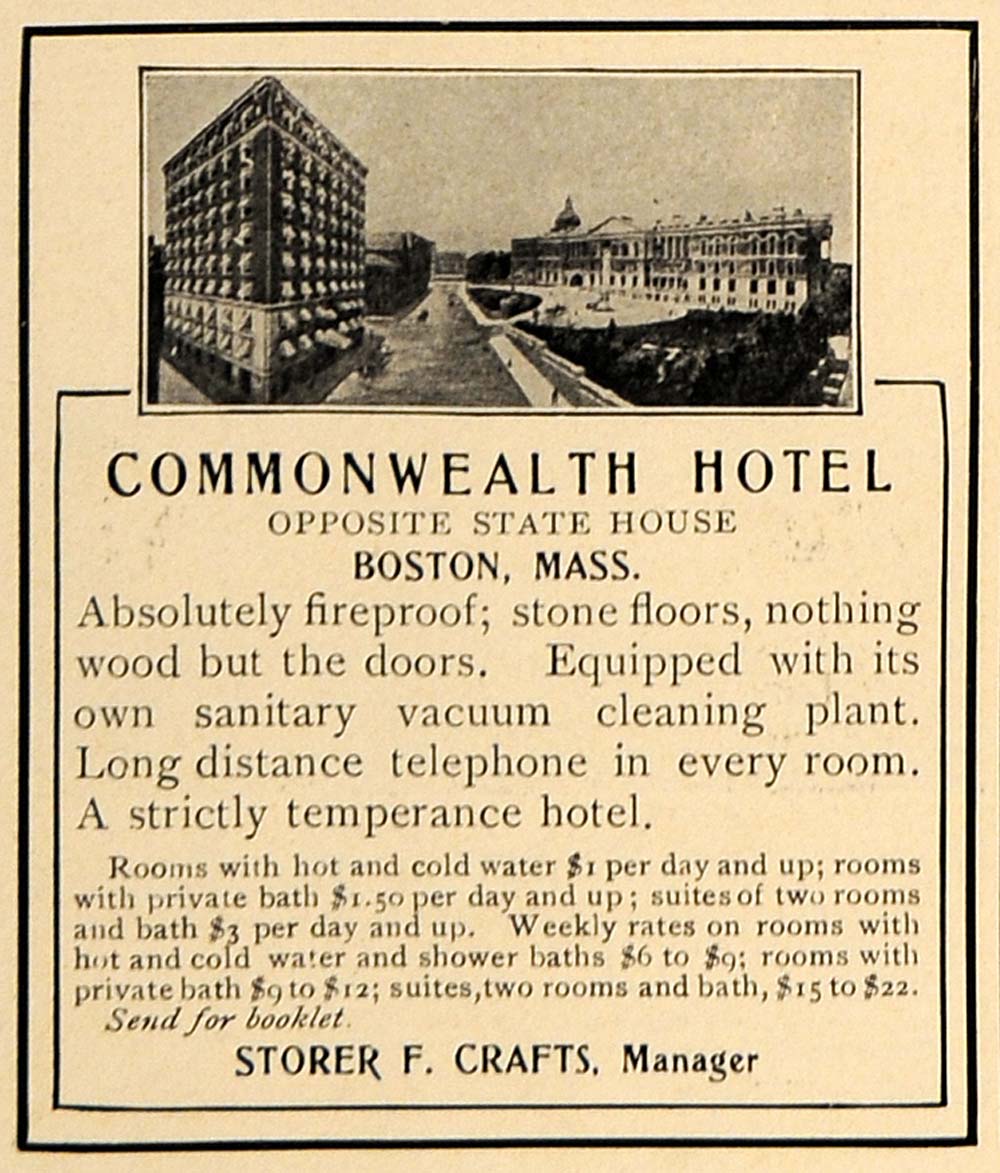 COMMONWEALTH HOTEL
OPPOSITE STATE HOUSE
BOSTON, MASS.
Absolutely fireproof; stone floors, nothing
wood but the doors. Equipped with its
own sanitary vacuum cleaning plant.
Long distance telephone in every room.
A strictly temperance hotel.
Rooms with hot and cold water $1 per day and up; rooms
with private bath $1.50 per day and up; suites of two rooms
and bath $3 per day and up. Weekly rates on rooms with
hot and cold water and shower baths $6 to $9; rooms with
private bath $9 to $12; suites, two rooms and bath, $15 to $22.
Send for booklet.
STORER F. CRAFTS, Manager